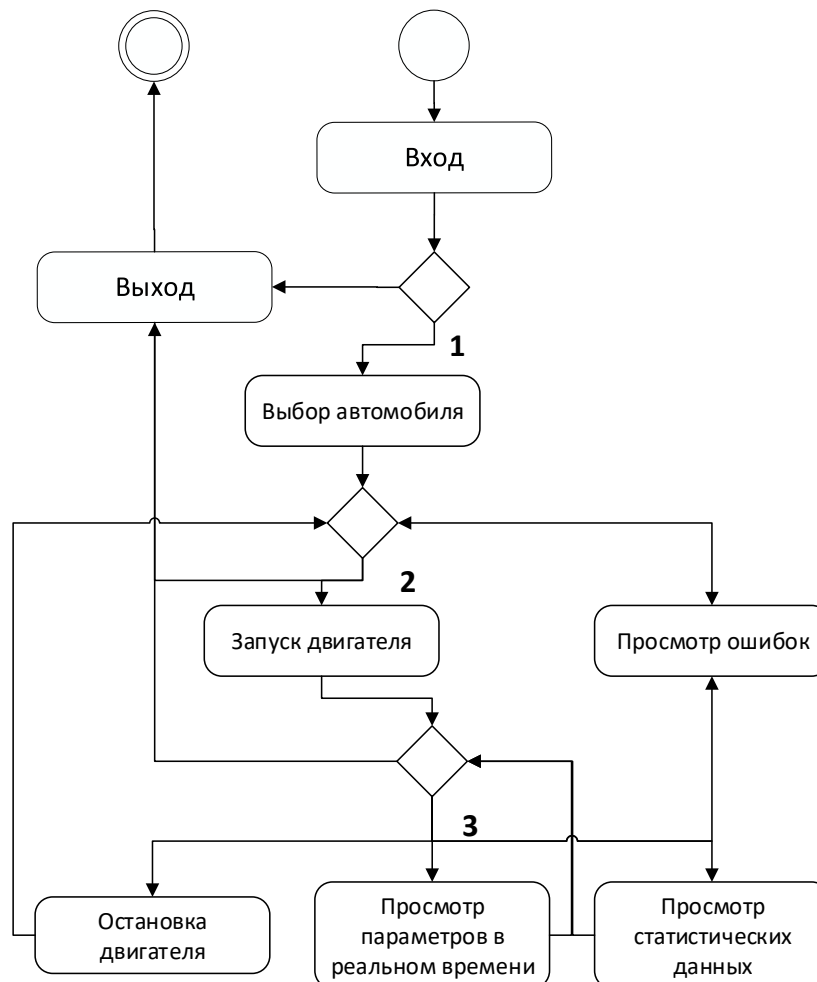 Вход
Выход
1
Выбор автомобиля
2
Запуск двигателя
Просмотр ошибок
3
Остановка
двигателя
Просмотр
параметров в
реальном времени
Просмотр
статистических
данных